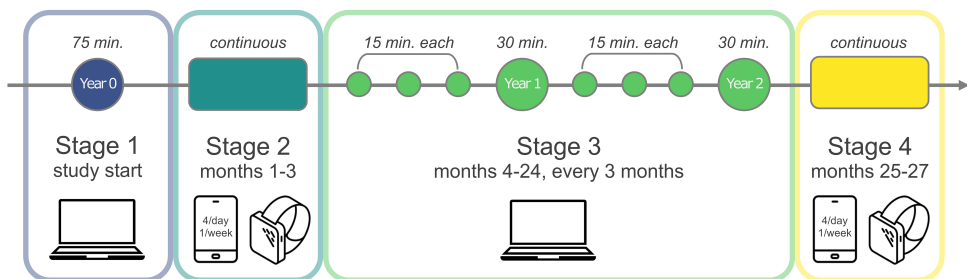 75 min.
Year 0
Stage 1
study start
continuous
Stage 2
months 1-3
4/day
1/week
15 min. each
30 min.
15 min. each
30 min.
Year 1
Year 2
Stage 3
months 4-24, every 3 months
continuous
Stage 4
months 25-27
4/day
1/week